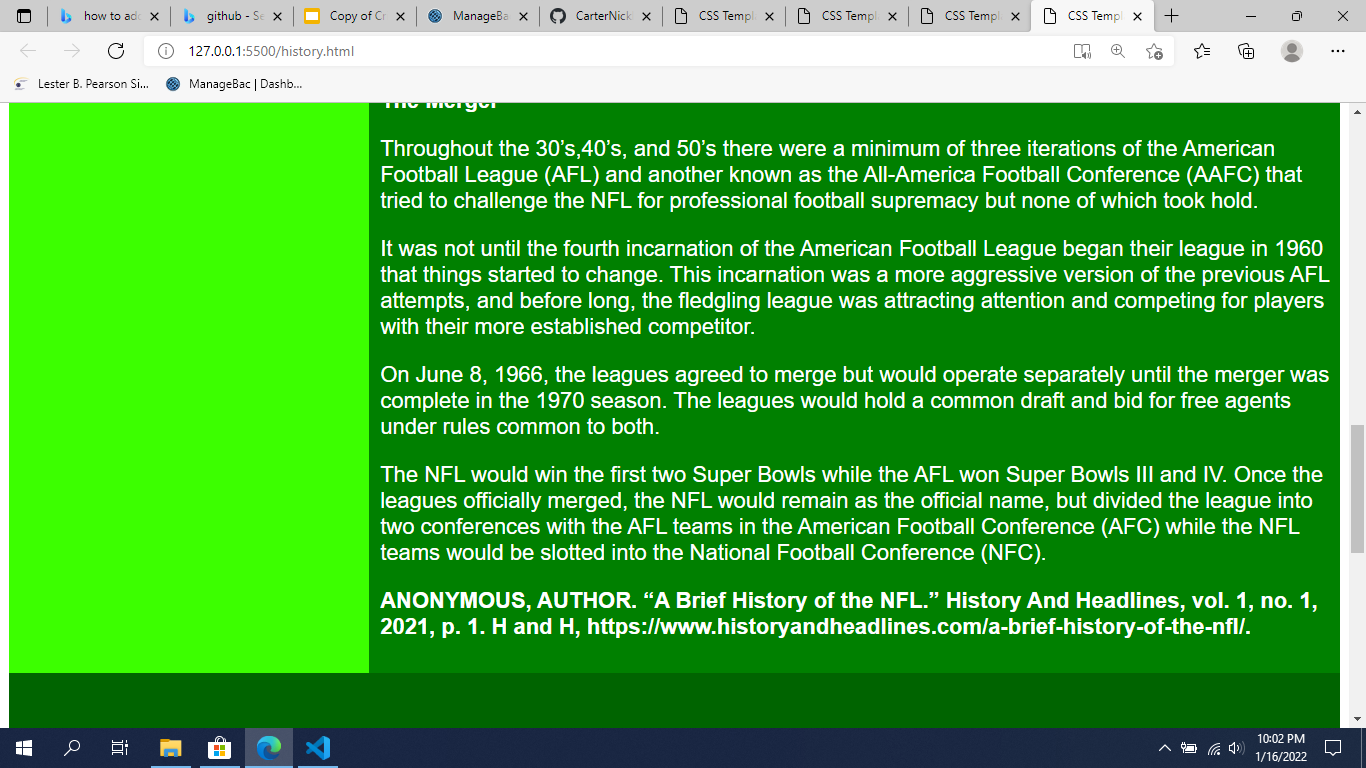 how to add
github - Se
Copy of Cr
ManageBa
CarterNick
CSS Templ
CSS Templ
CSS Templ
CSS Templ
127.0.0.1:5500/history.html
Lester B. Pearson Si...
ManageBac | Dashb...
The Merger
Throughout the 30’s,40’s, and 50’s there were a minimum of three iterations of the American
Football League (AFL) and another known as the All-America Football Conference (AAFC) that
tried to challenge the NFL for professional football supremacy but none of which took hold.
It was not until the fourth incarnation of the American Football League began their league in 1960
that things started to change. This incarnation was a more aggressive version of the previous AFL
attempts, and before long, the fledgling league was attracting attention and competing for players
with their more established competitor.
On June 8, 1966, the leagues agreed to merge but would operate separately until the merger was
complete in the 1970 season. The leagues would hold a common draft and bid for free agents
under rules common to both.
The NFL would win the first two Super Bowls while the AFL won Super Bowls III and IV. Once the
leagues officially merged, the NFL would remain as the official name, but divided the league into
two conferences with the AFL teams in the American Football Conference (AFC) while the NFL
teams would be slotted into the National Football Conference (NFC).
ANONYMOUS, AUTHOR. “A Brief History of the NFL.” History And Headlines, vol. 1, no. 1,
2021, p. 1. H and H, https://www.historyandheadlines.com/a-brief-history-of-the-nfl/.
10:02 PM
1/16/2022